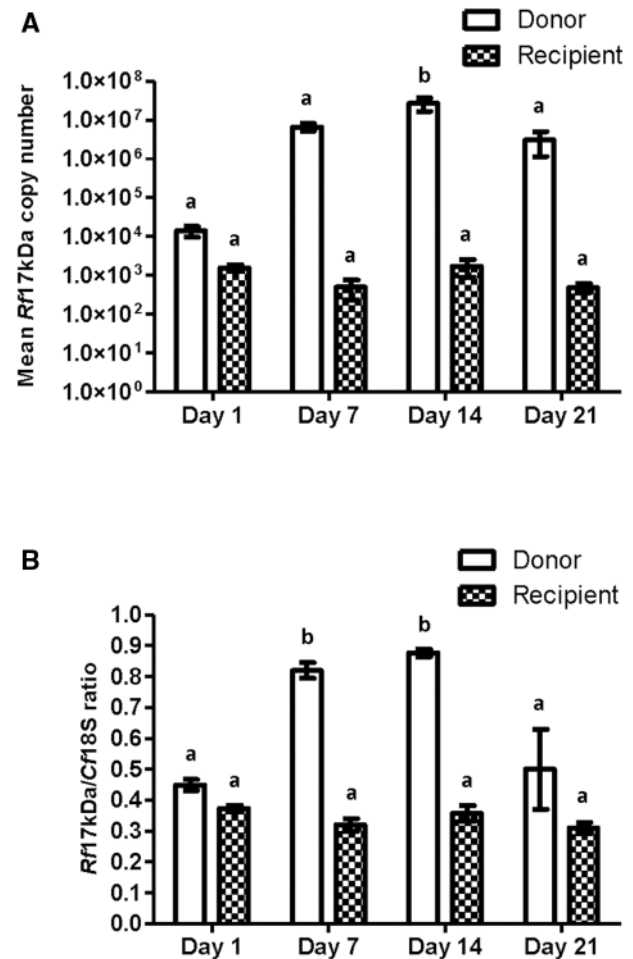 A
Donor
Recipient
Mean Rf17kDa copy number
1.0×10⁸
1.0×10⁷
1.0×10⁶
1.0×10⁵
1.0×10⁴
1.0×10³
1.0×10²
1.0×10¹
1.0×10⁰
a a a a b a a a
Day 1 Day 7 Day 14 Day 21
B
Donor
Recipient
Rf17kDa/Cf18S ratio
1.0
0.9
0.8
0.7
0.6
0.5
0.4
0.3
0.2
0.1
0.0
a a b a b a a a
Day 1 Day 7 Day 14 Day 21